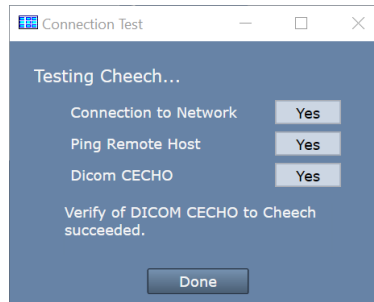 Connection Test
Testing Cheech...
Connection to Network Yes
Ping Remote Host Yes
Dicom CECHO Yes
Verify of DICOM CECHO to Cheech
succeeded.
Done